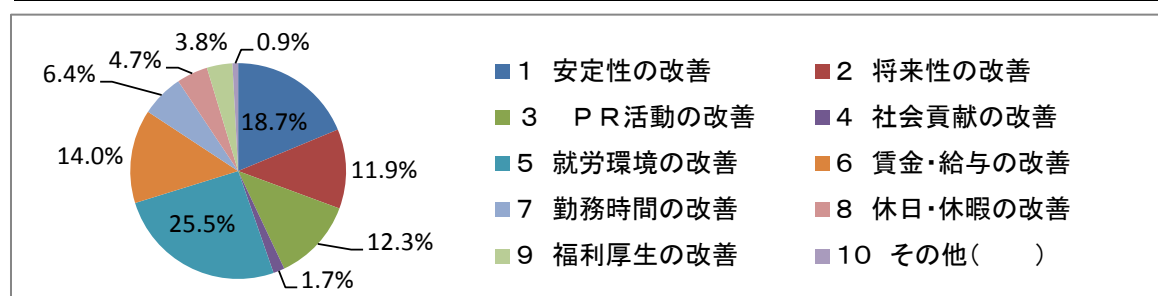 3.8%
0.9%
4.7%
6.4%
18.7%
14.0%
11.9%
25.5%
12.3%
1.7%
1 安定性の改善
2 将来性の改善
3 PR活動の改善
4 社会貢献の改善
5 就労環境の改善
6 賃金・給与の改善
7 勤務時間の改善
8 休日・休暇の改善
9 福利厚生の改善
10 その他(  )